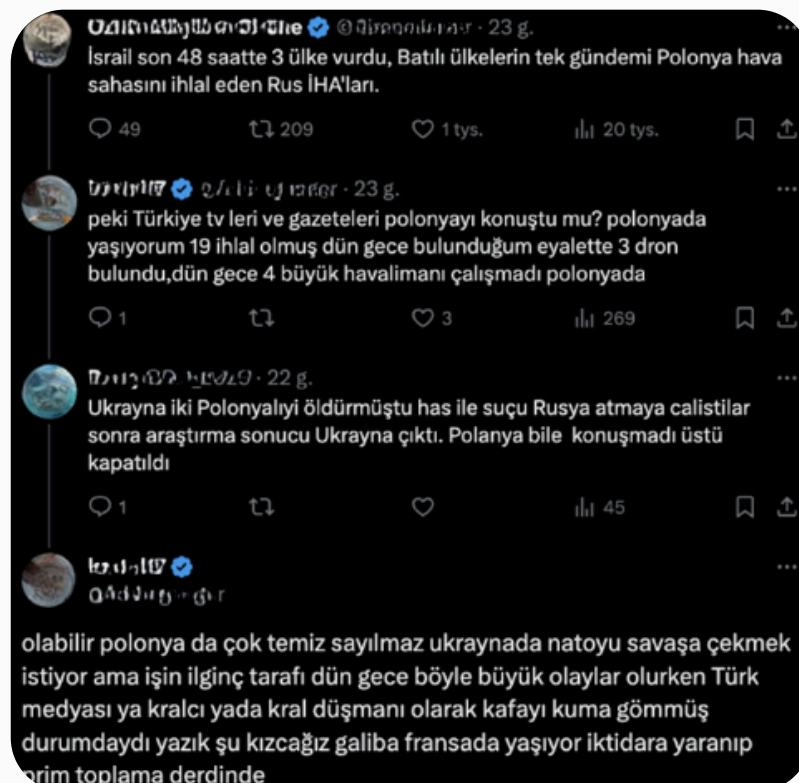 · 23 g.
İsrail son 48 saatte 3 ülke vurdu, Batılı ülkelerin tek gündemi Polonya hava
sahasını ihlal eden Rus İHA'ları.
49 209 1 tys. 20 tys.
· 23 g.
peki Türkiye tv leri ve gazeteleri polonyayı konuştu mu? polonyada
yaşıyorum 19 ihlal olmuş dün gece bulunduğum eyalette 3 dron
bulundu,dün gece 4 büyük havalimanı çalışmadı polonyada
1 3 269
· 22 g.
Ukrayna iki Polonyalıyi öldürmüştu has ile suçu Rusya atmaya calistilar
sonra araştırma sonucu Ukrayna çıktı. Polanya bile konuşmadı üstü
kapatıldı
1 45
olabilir polonya da çok temiz sayılmaz ukraynada natoyu savaşa çekmek
istiyor ama işin ilginç tarafı dün gece böyle büyük olaylar olurken Türk
medyası ya kralcı yada kral düşmanı olarak kafayı kuma gömmüş
durumdaydı yazık şu kızcağız galiba fransada yaşıyor iktidara yaranıp
prim toplama derdinde